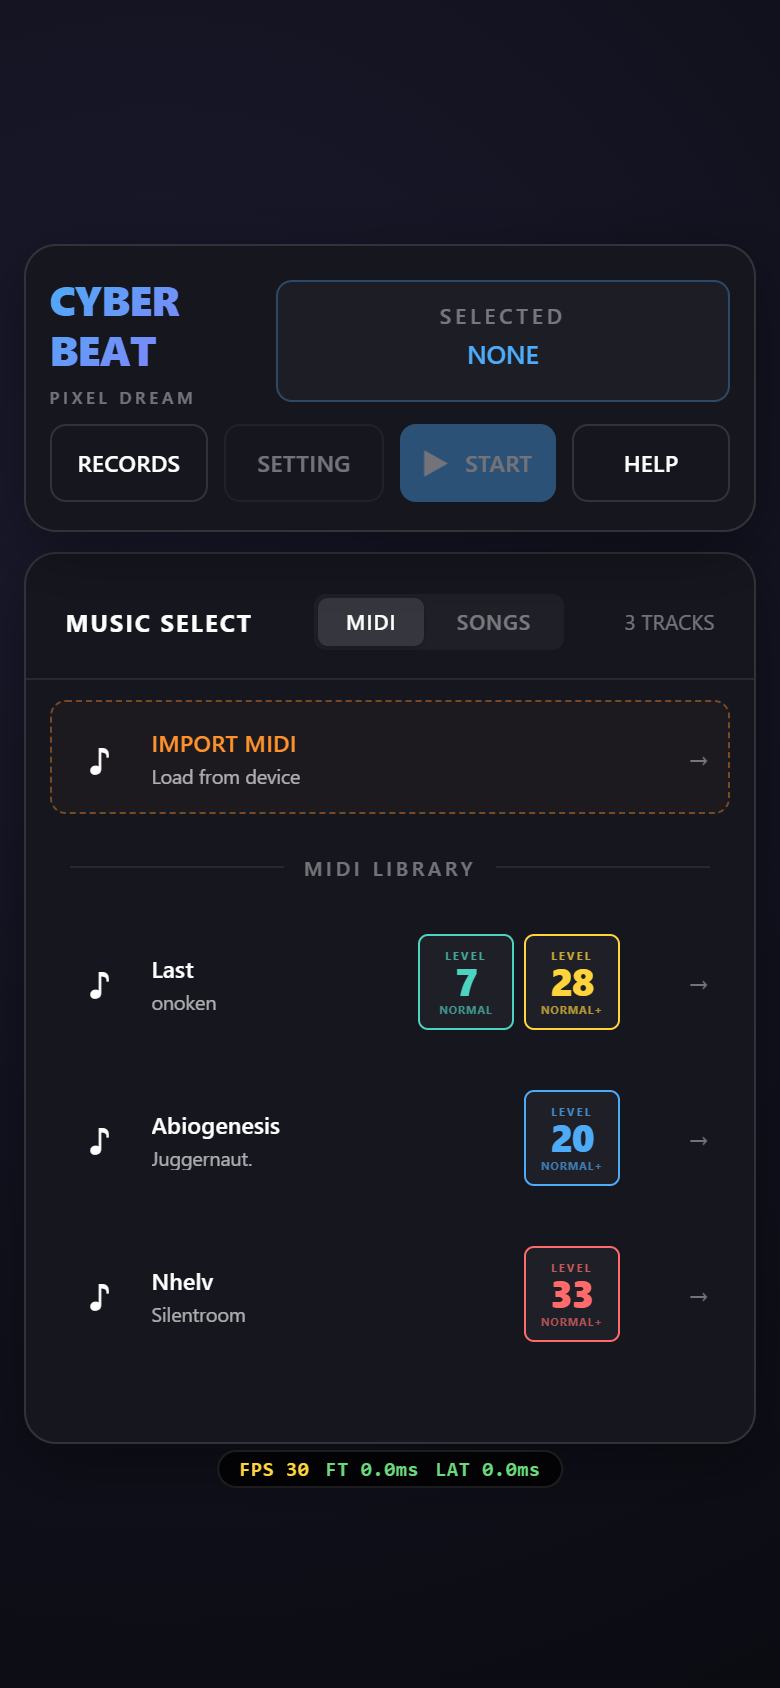 CYBER
BEAT
PIXEL DREAM
SELECTED
NONE
RECORDS
SETTING
START
HELP
MUSIC SELECT
MIDI
SONGS
3 TRACKS
IMPORT MIDI
Load from device
→
MIDI LIBRARY
Last
onoken
LEVEL
7
NORMAL
LEVEL
28
NORMAL+
→
Abiogenesis
Juggernaut.
LEVEL
20
NORMAL+
→
Nhelv
Silentroom
LEVEL
33
NORMAL+
→
FPS 30 FT 0.0ms LAT 0.0ms